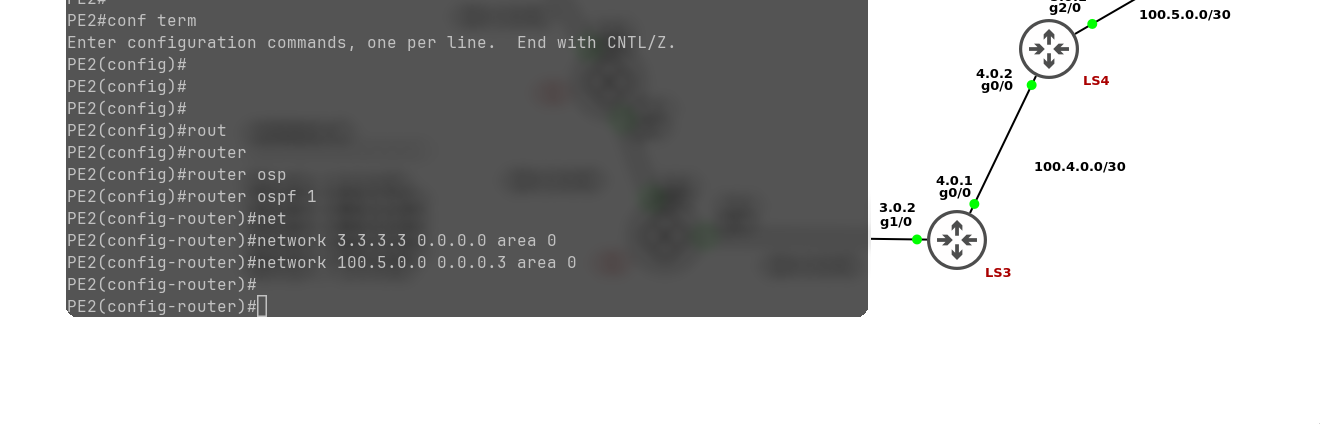 PE2#
PE2#conf term
Enter configuration commands, one per line.  End with CNTL/Z.
PE2(config)#
PE2(config)#
PE2(config)#
PE2(config)#rout
PE2(config)#router
PE2(config)#router osp
PE2(config)#router ospf 1
PE2(config-router)#net
PE2(config-router)#network 3.3.3.3 0.0.0.0 area 0
PE2(config-router)#network 100.5.0.0 0.0.0.3 area 0
PE2(config-router)#
PE2(config-router)#
g2/0
100.5.0.0/30
4.0.2
g0/0
LS4
100.4.0.0/30
4.0.1
g0/0
3.0.2
g1/0
LS3